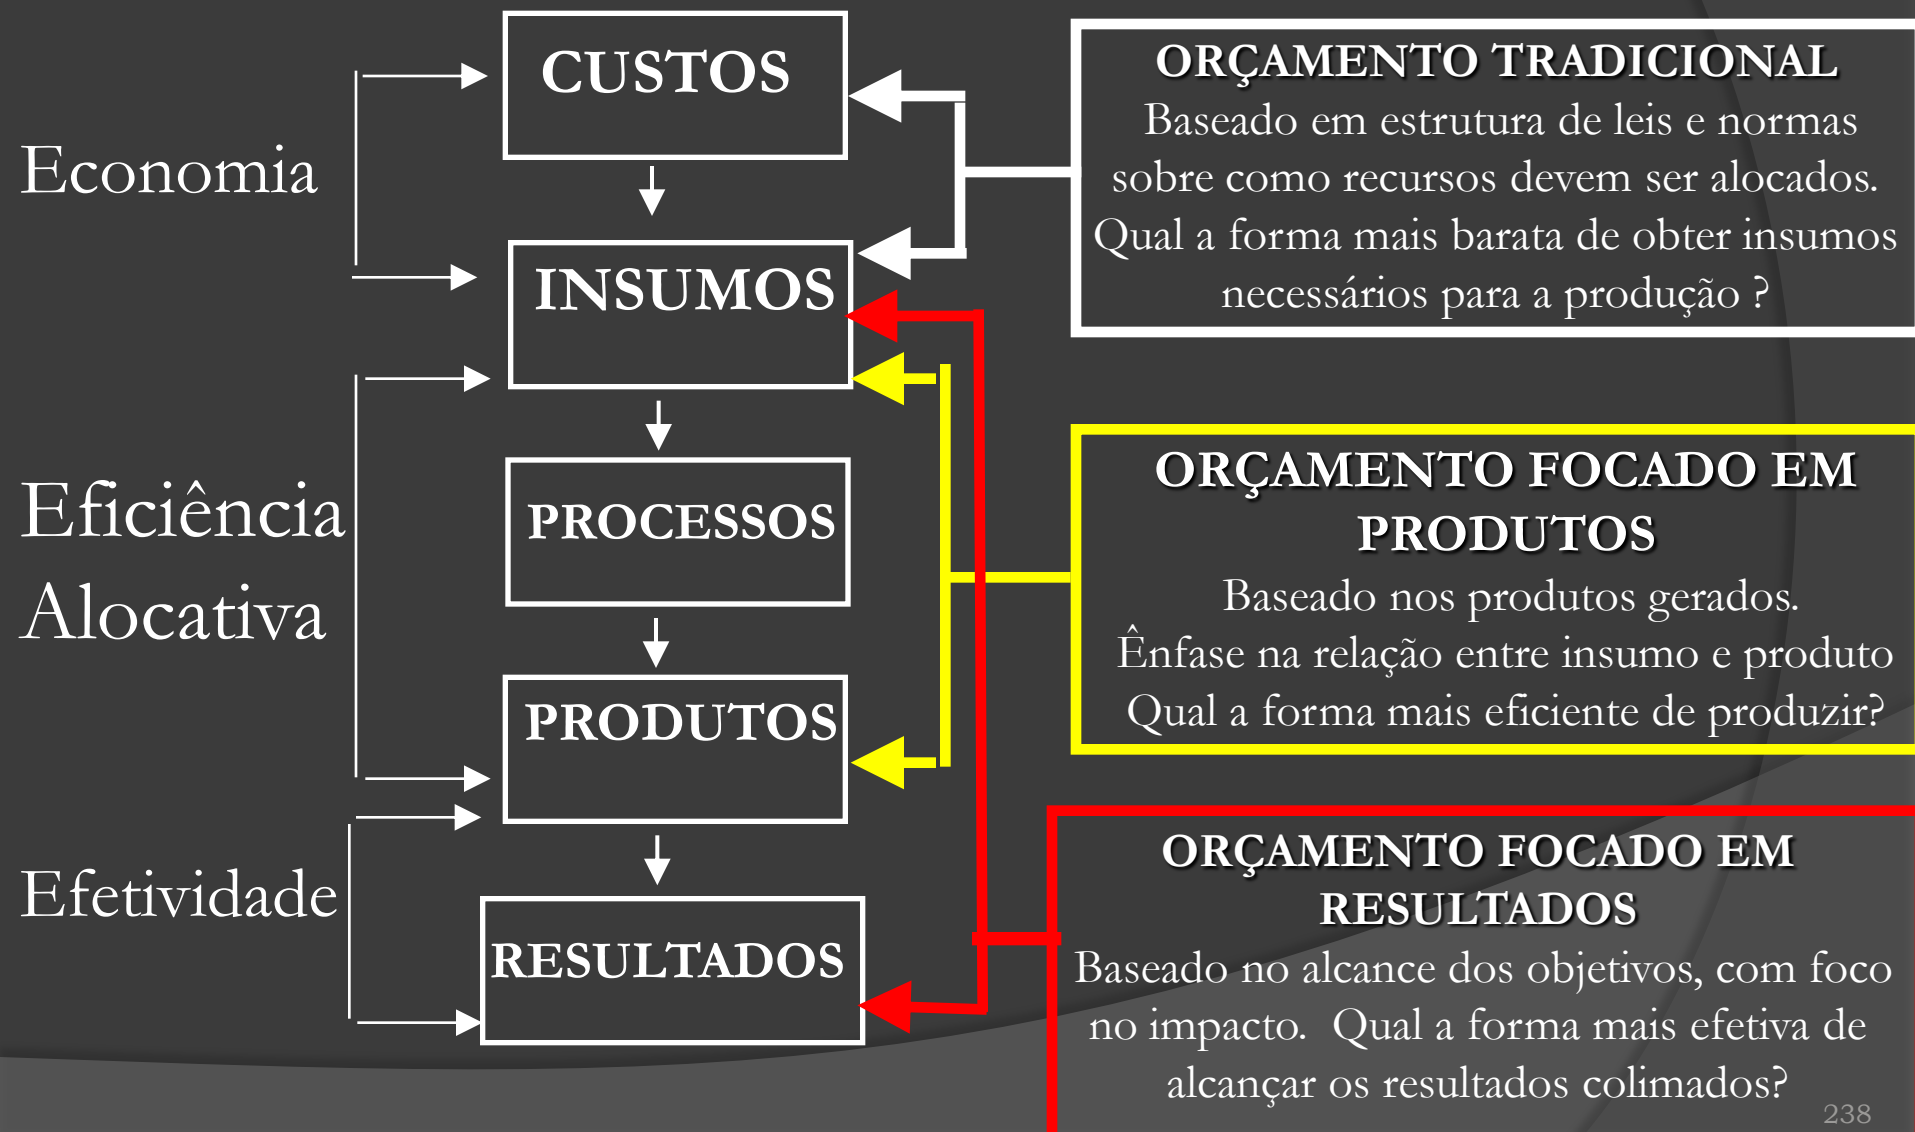 Economia
Eficiência
Alocativa
Efetividade
CUSTOS
INSUMOS
PROCESSOS
PRODUTOS
RESULTADOS
ORÇAMENTO TRADICIONAL
Baseado em estrutura de leis e normas
sobre como recursos devem ser alocados.
Qual a forma mais barata de obter insumos
necessários para a produção ?
ORÇAMENTO FOCADO EM
PRODUTOS
Baseado nos produtos gerados.
Ênfase na relação entre insumo e produto
Qual a forma mais eficiente de produzir?
ORÇAMENTO FOCADO EM
RESULTADOS
Baseado no alcance dos objetivos, com foco
no impacto.  Qual a forma mais efetiva de
alcançar os resultados colimados?
238